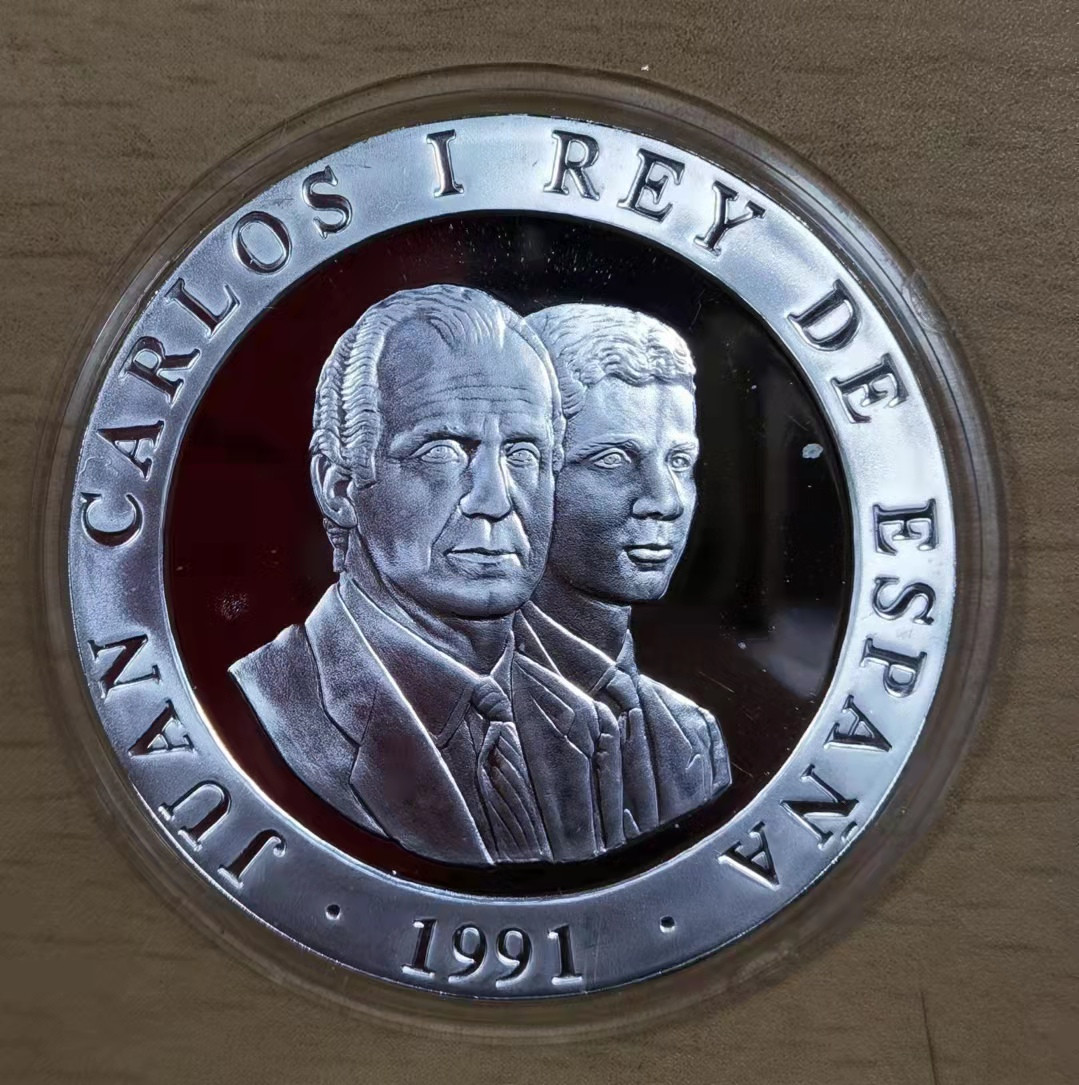 JUAN CARLOS I REY DE ESPAÑA
· 1991 ·